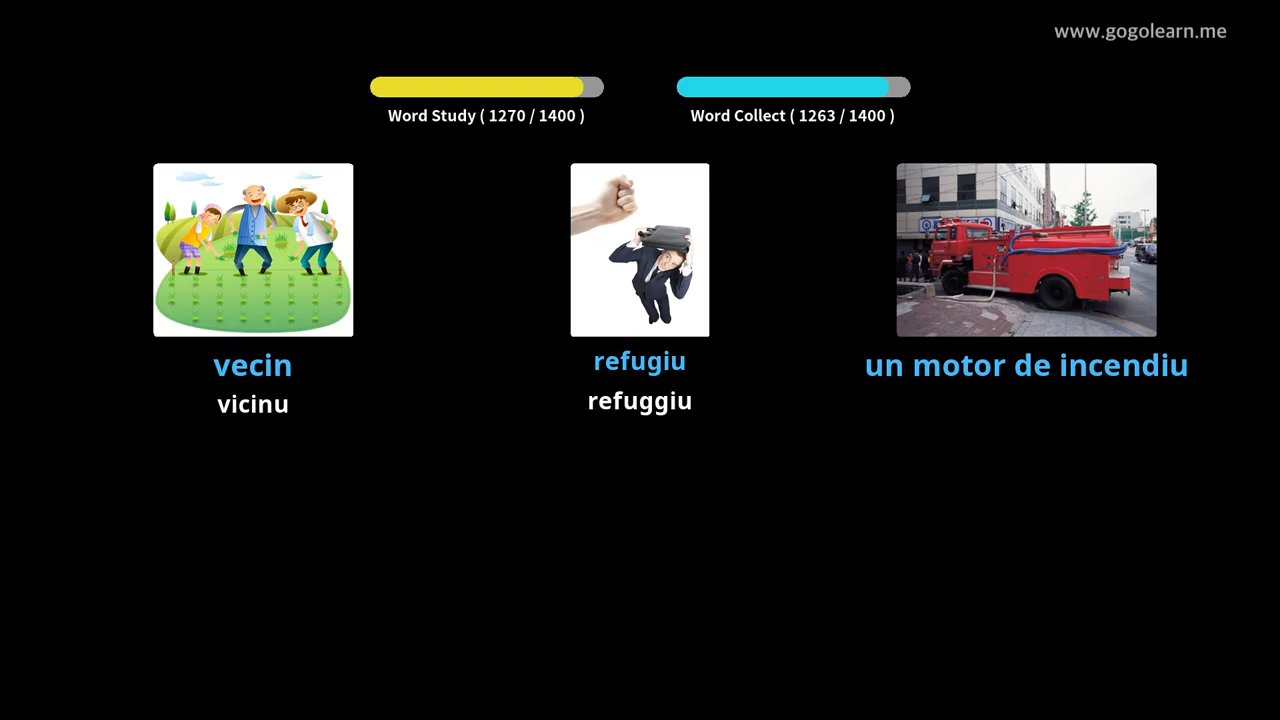 www.gogolearn.me
Word Study ( 1270 / 1400 )
Word Collect ( 1263 / 1400 )
vecin
vicinu
refugiu
refuggiu
un motor de incendiu